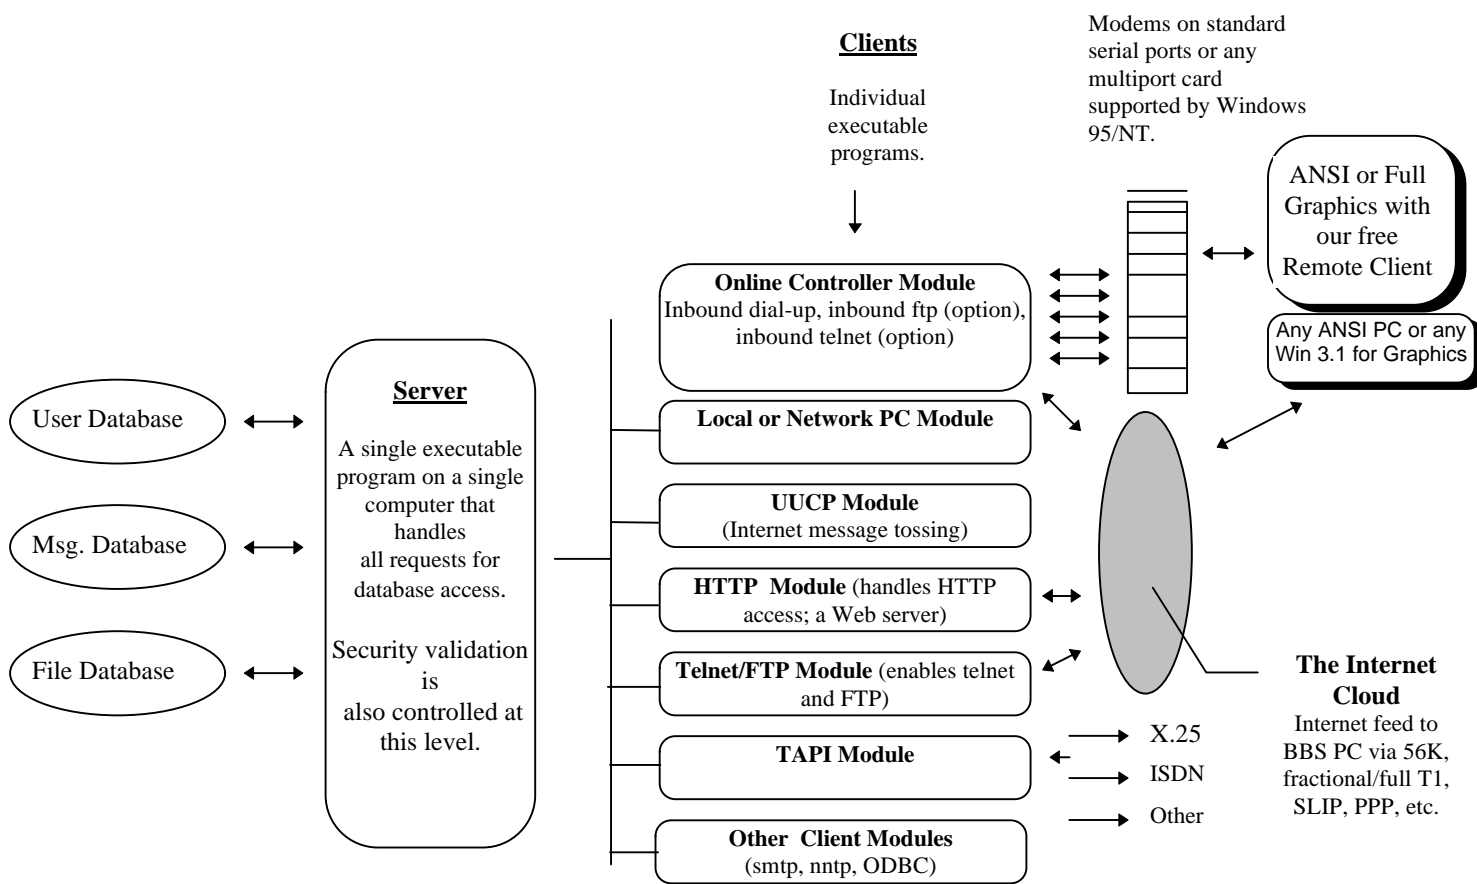 Clients
Individual
executable
programs.
Modems on standard
serial ports or any
multiport card
supported by Windows
95/NT.
ANSI or Full
Graphics with
our free
Remote Client
Any ANSI PC or any
Win 3.1 for Graphics
User Database
Msg. Database
File Database
Server
A single executable
program on a single
computer that
handles
all requests for
database access.
Security validation
is
also controlled at
this level.
Online Controller Module
Inbound dial-up, inbound ftp (option),
inbound telnet (option)
Local or Network PC Module
UUCP Module
(Internet message tossing)
HTTP Module (handles HTTP
access; a Web server)
Telnet/FTP Module (enables telnet
and FTP)
TAPI Module
Other Client Modules
(smtp, nntp, ODBC)
X.25
ISDN
Other
The Internet
Cloud
Internet feed to
BBS PC via 56K,
fractional/full T1,
SLIP, PPP, etc.